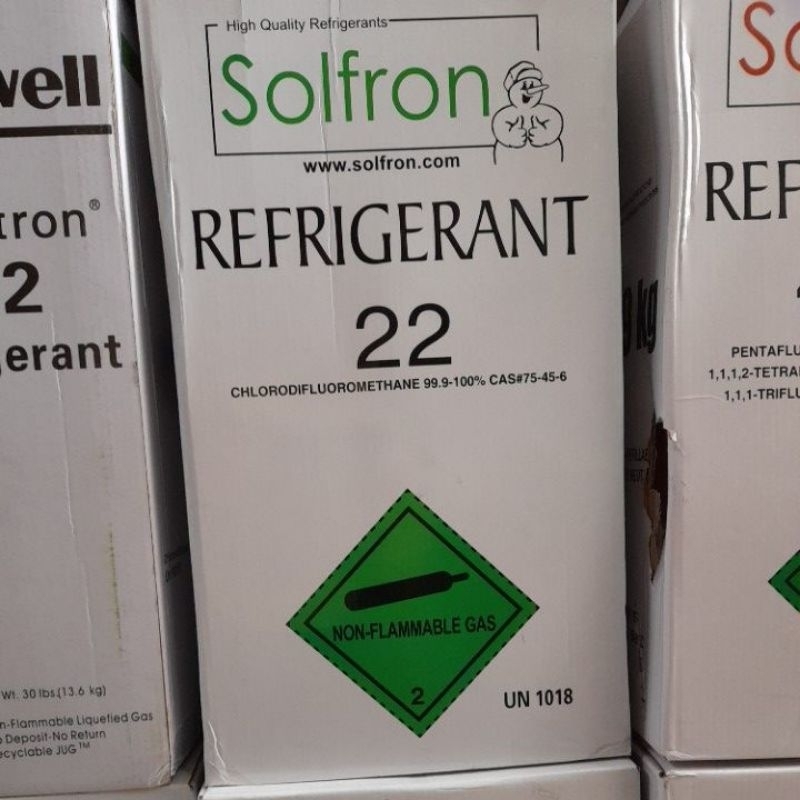 High Quality Refrigerants
Solfron
www.solfron.com
REFRIGERANT
22
CHLORODIFLUOROMETHANE 99.9-100% CAS#75-45-6
NON-FLAMMABLE GAS
2
UN 1018
well
tron®
2
gerant
Wt. 30 lbs.(13.6 kg)
n-Flammable Liquefied Gas
Deposit-No Return
ecyclable JUG™
So
REF
kg
PENTAFLU
1,1,1,2-TETRA
1,1,1-TRIFLU